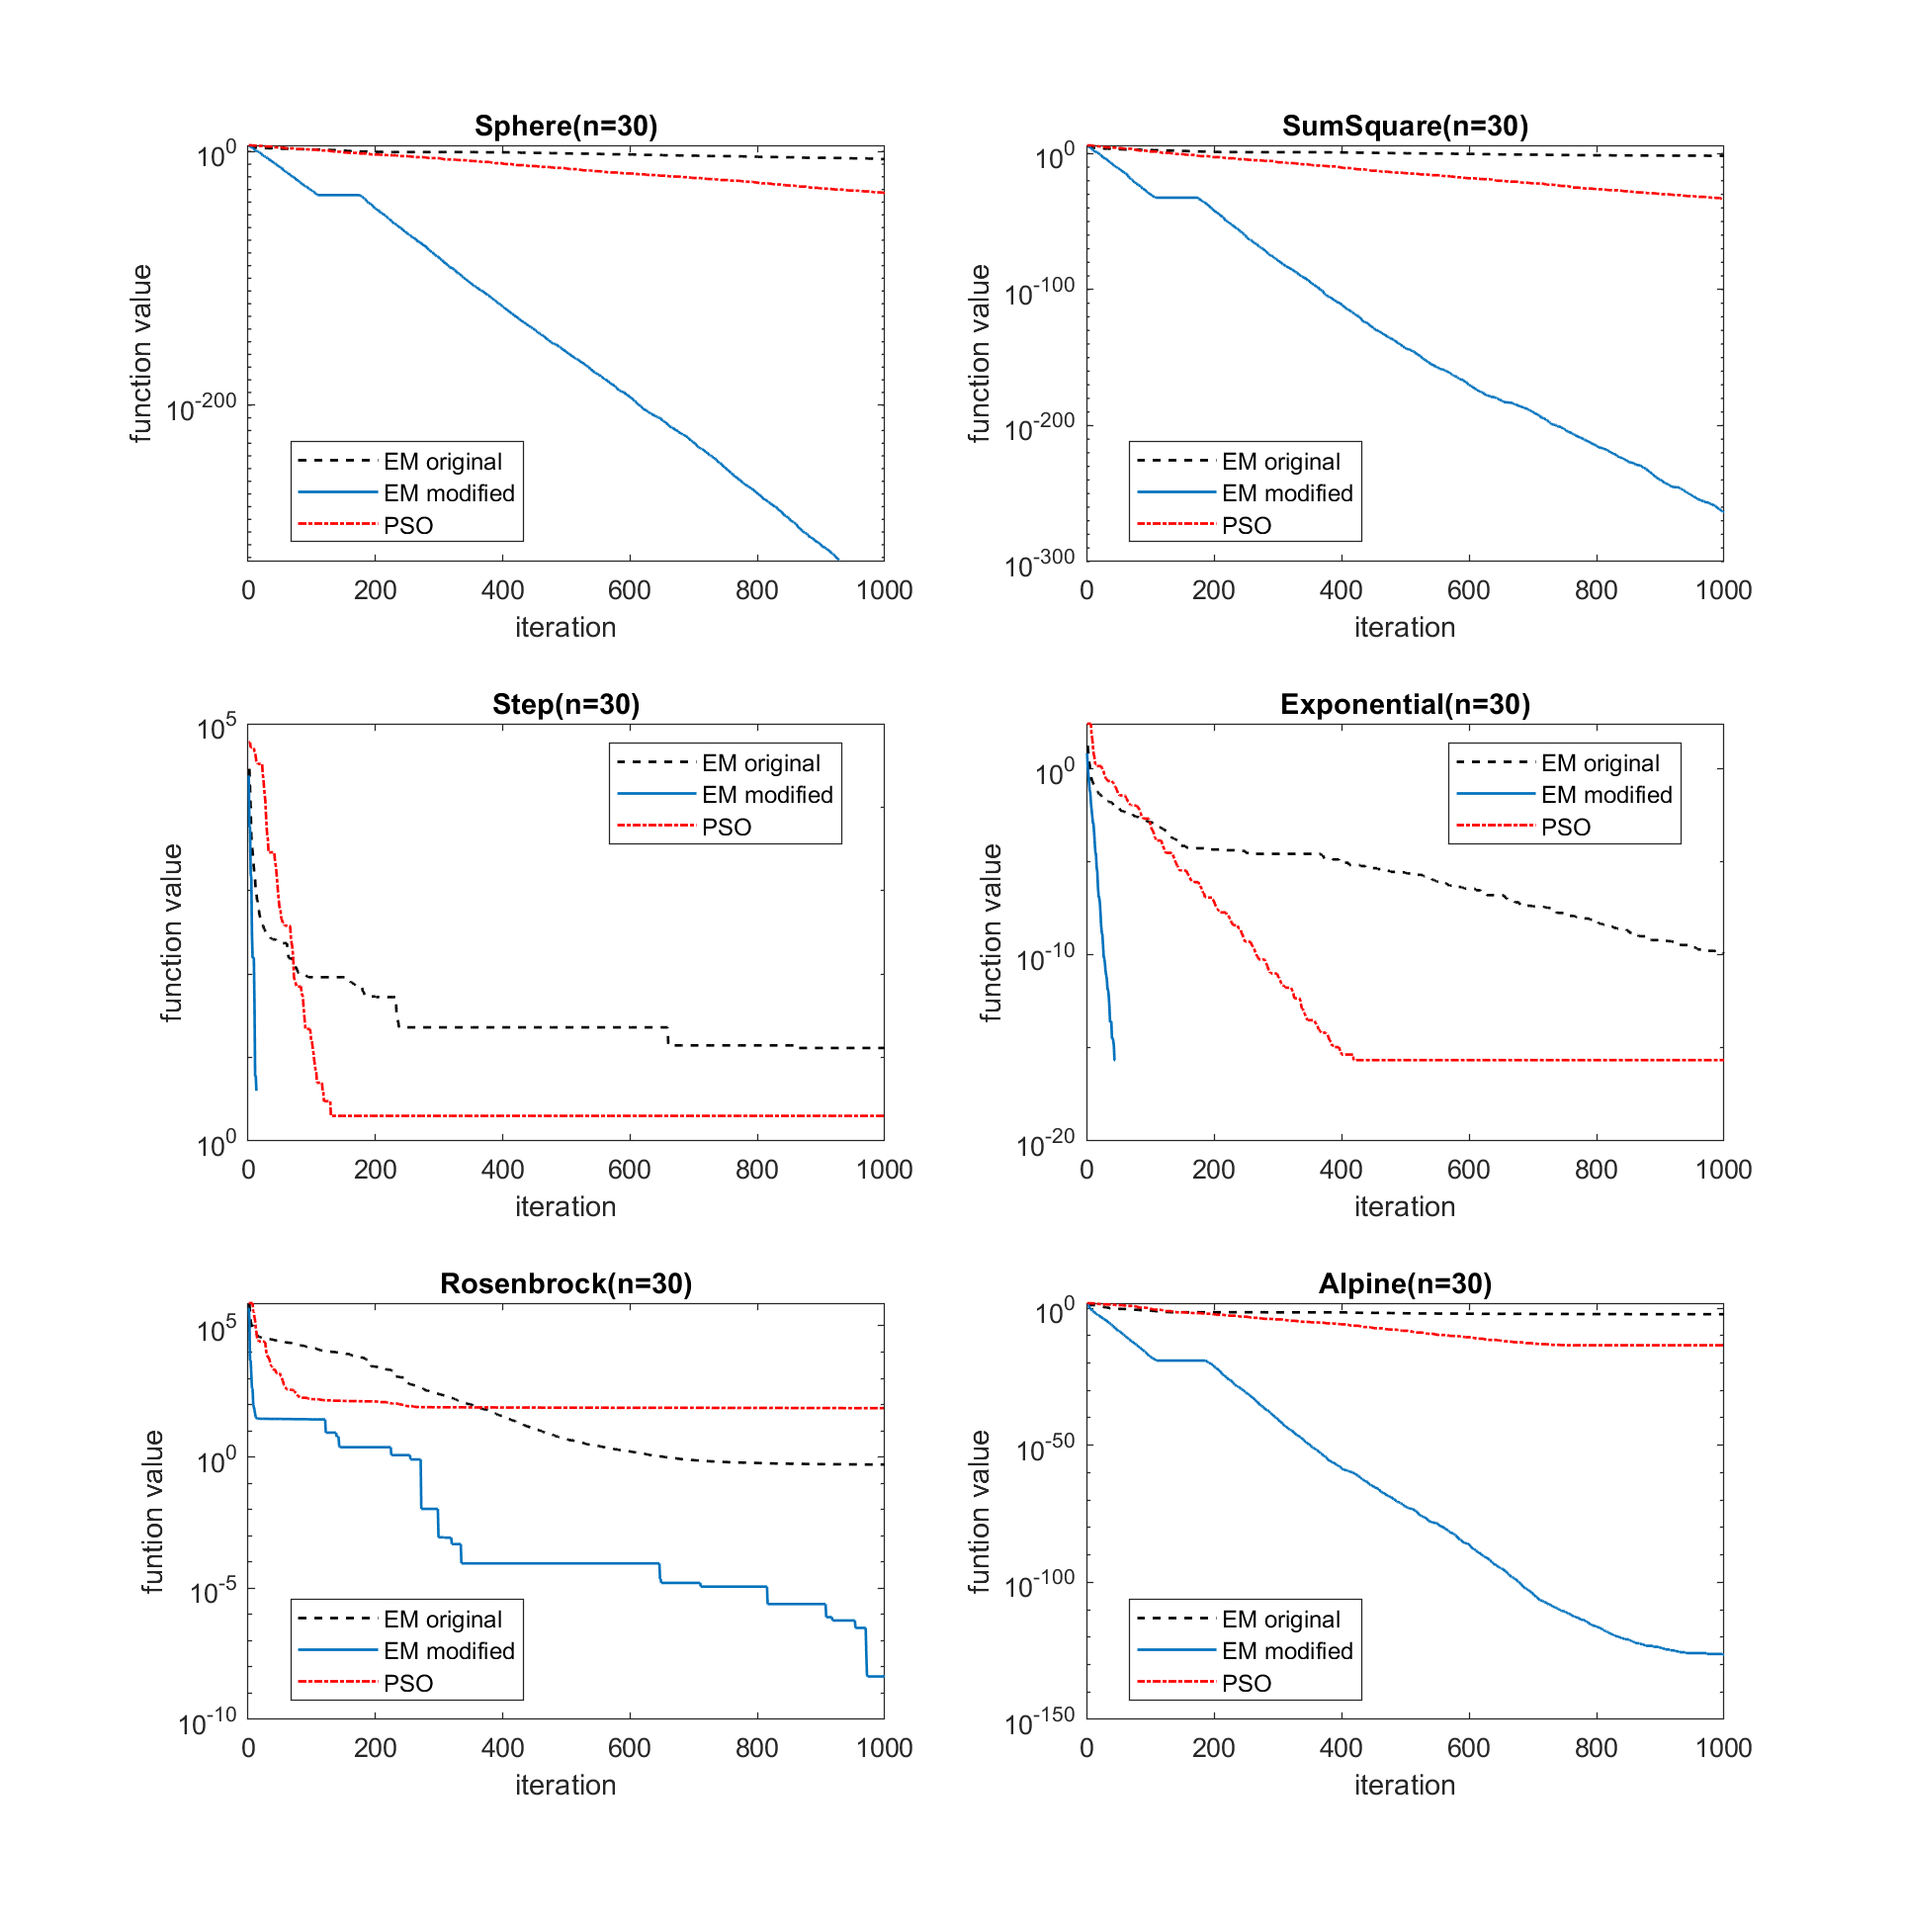 Sphere(n=30)
10^0
10^-200
function value
EM original
EM modified
PSO
0 200 400 600 800 1000
iteration
SumSquare(n=30)
10^0
10^-100
10^-200
10^-300
function value
EM original
EM modified
PSO
0 200 400 600 800 1000
iteration
Step(n=30)
10^5
10^0
function value
EM original
EM modified
PSO
0 200 400 600 800 1000
iteration
Exponential(n=30)
10^0
10^-10
10^-20
function value
EM original
EM modified
PSO
0 200 400 600 800 1000
iteration
Rosenbrock(n=30)
10^5
10^0
10^-5
10^-10
funtion value
EM original
EM modified
PSO
0 200 400 600 800 1000
iteration
Alpine(n=30)
10^0
10^-50
10^-100
10^-150
funtion value
EM original
EM modified
PSO
0 200 400 600 800 1000
iteration